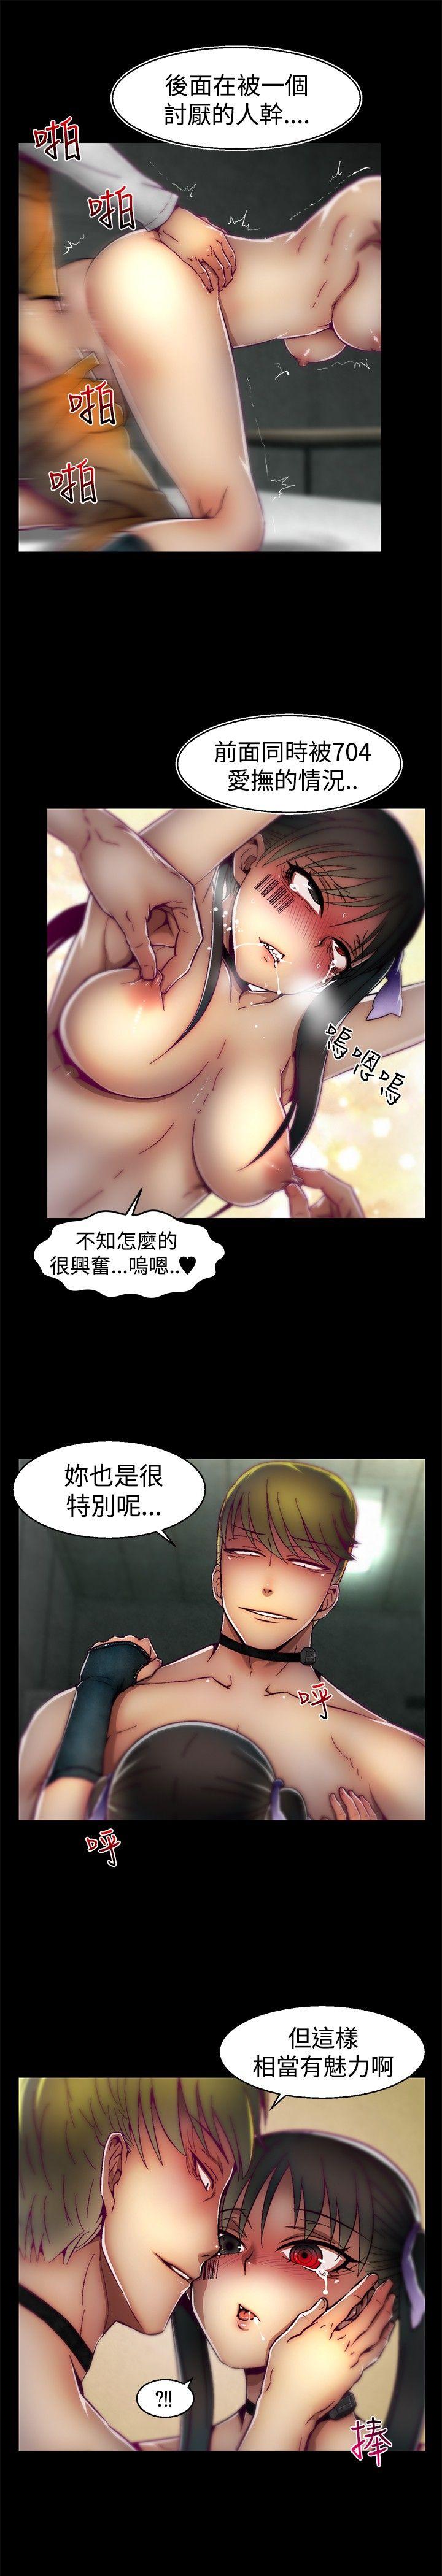 後面在被一個
討厭的人幹....
啪
啪
啪
啪
前面同時被704
愛撫的情況..
嗚嗯嗚
不知怎麼的
很興奮...嗚嗯..♥
妳也是很
特別呢...
呼
呼
但這樣
相當有魅力啊
?!!
捧